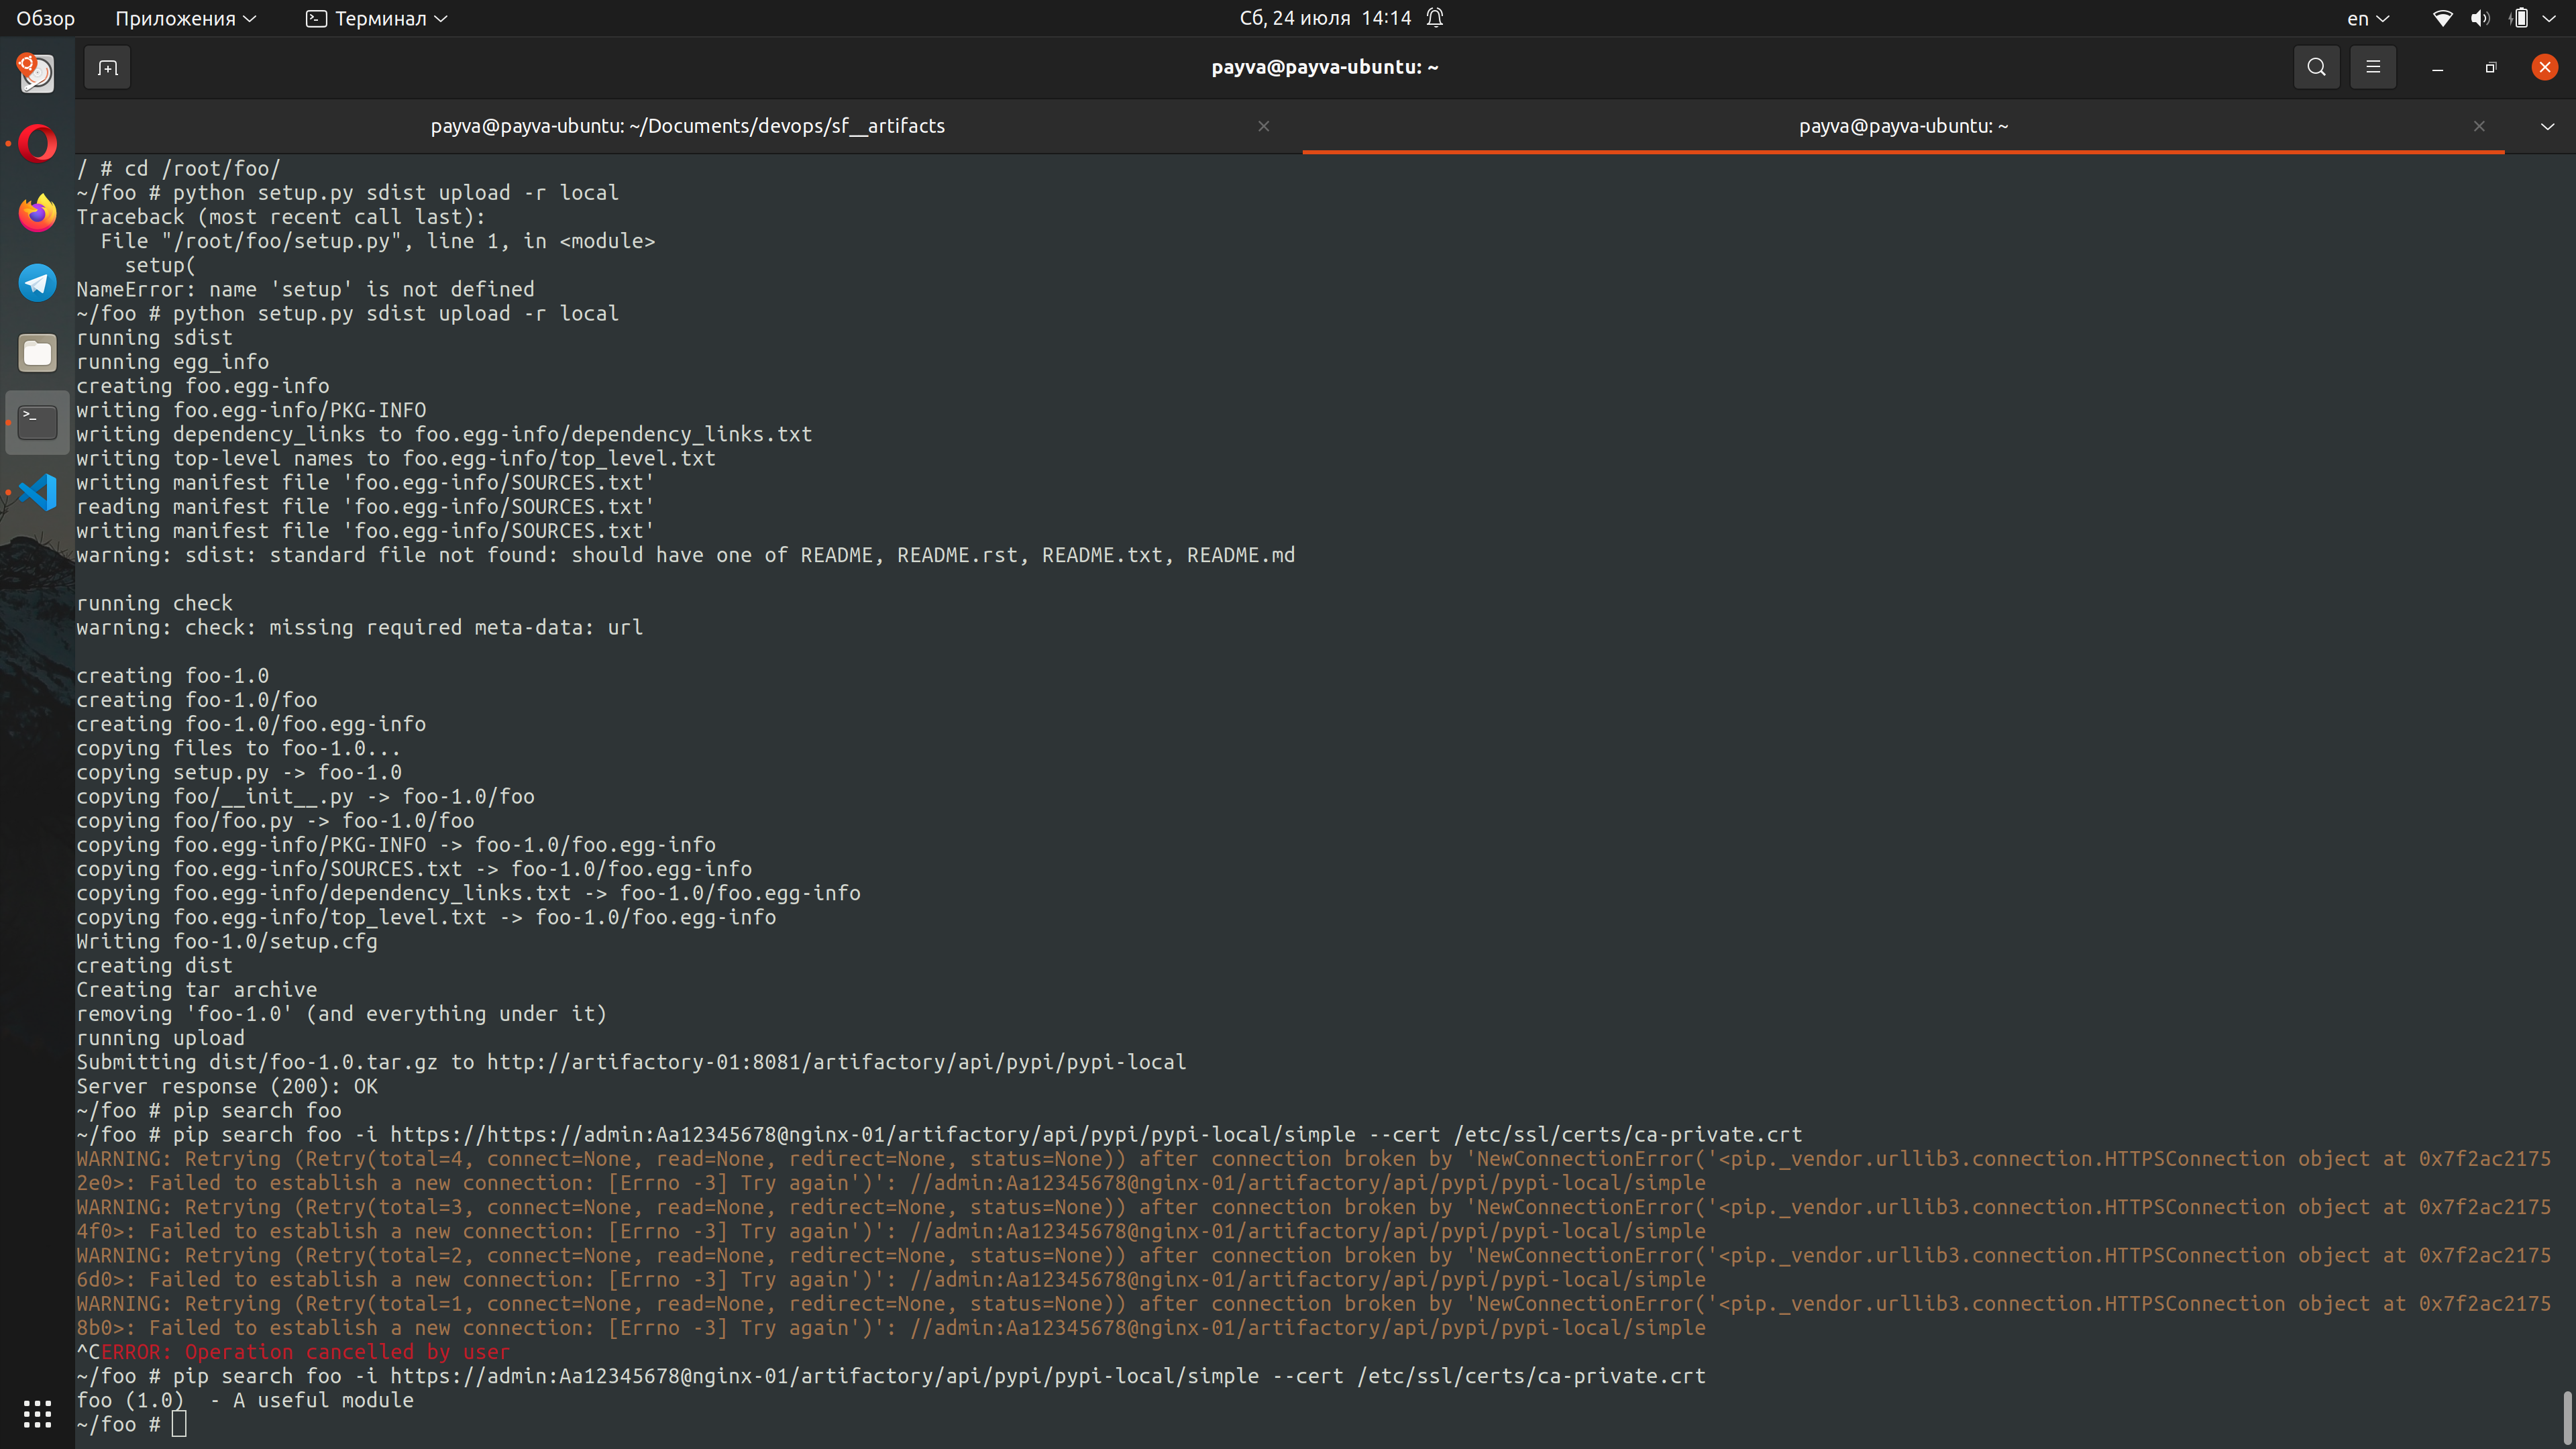 Обзор Приложения Терминал Сб, 24 июля 14:14 en
payva@payva-ubuntu: ~
payva@payva-ubuntu: ~/Documents/devops/sf__artifacts payva@payva-ubuntu: ~
/ # cd /root/foo/
~/foo # python setup.py sdist upload -r local
Traceback (most recent call last):
  File "/root/foo/setup.py", line 1, in <module>
    setup(
NameError: name 'setup' is not defined
~/foo # python setup.py sdist upload -r local
running sdist
running egg_info
creating foo.egg-info
writing foo.egg-info/PKG-INFO
writing dependency_links to foo.egg-info/dependency_links.txt
writing top-level names to foo.egg-info/top_level.txt
writing manifest file 'foo.egg-info/SOURCES.txt'
reading manifest file 'foo.egg-info/SOURCES.txt'
writing manifest file 'foo.egg-info/SOURCES.txt'
warning: sdist: standard file not found: should have one of README, README.rst, README.txt, README.md
running check
warning: check: missing required meta-data: url
creating foo-1.0
creating foo-1.0/foo
creating foo-1.0/foo.egg-info
copying files to foo-1.0...
copying setup.py -> foo-1.0
copying foo/__init__.py -> foo-1.0/foo
copying foo/foo.py -> foo-1.0/foo
copying foo.egg-info/PKG-INFO -> foo-1.0/foo.egg-info
copying foo.egg-info/SOURCES.txt -> foo-1.0/foo.egg-info
copying foo.egg-info/dependency_links.txt -> foo-1.0/foo.egg-info
copying foo.egg-info/top_level.txt -> foo-1.0/foo.egg-info
Writing foo-1.0/setup.cfg
creating dist
Creating tar archive
removing 'foo-1.0' (and everything under it)
running upload
Submitting dist/foo-1.0.tar.gz to http://artifactory-01:8081/artifactory/api/pypi/pypi-local
Server response (200): OK
~/foo # pip search foo
~/foo # pip search foo -i https://https://admin:Aa12345678@nginx-01/artifactory/api/pypi/pypi-local/simple --cert /etc/ssl/certs/ca-private.crt
WARNING: Retrying (Retry(total=4, connect=None, read=None, redirect=None, status=None)) after connection broken by 'NewConnectionError('<pip._vendor.urllib3.connection.HTTPSConnection object at 0x7f2ac2175
2e0>: Failed to establish a new connection: [Errno -3] Try again')': //admin:Aa12345678@nginx-01/artifactory/api/pypi/pypi-local/simple
WARNING: Retrying (Retry(total=3, connect=None, read=None, redirect=None, status=None)) after connection broken by 'NewConnectionError('<pip._vendor.urllib3.connection.HTTPSConnection object at 0x7f2ac2175
4f0>: Failed to establish a new connection: [Errno -3] Try again')': //admin:Aa12345678@nginx-01/artifactory/api/pypi/pypi-local/simple
WARNING: Retrying (Retry(total=2, connect=None, read=None, redirect=None, status=None)) after connection broken by 'NewConnectionError('<pip._vendor.urllib3.connection.HTTPSConnection object at 0x7f2ac2175
6d0>: Failed to establish a new connection: [Errno -3] Try again')': //admin:Aa12345678@nginx-01/artifactory/api/pypi/pypi-local/simple
WARNING: Retrying (Retry(total=1, connect=None, read=None, redirect=None, status=None)) after connection broken by 'NewConnectionError('<pip._vendor.urllib3.connection.HTTPSConnection object at 0x7f2ac2175
8b0>: Failed to establish a new connection: [Errno -3] Try again')': //admin:Aa12345678@nginx-01/artifactory/api/pypi/pypi-local/simple
^CERROR: Operation cancelled by user
~/foo # pip search foo -i https://admin:Aa12345678@nginx-01/artifactory/api/pypi/pypi-local/simple --cert /etc/ssl/certs/ca-private.crt
foo (1.0)  - A useful module
~/foo #